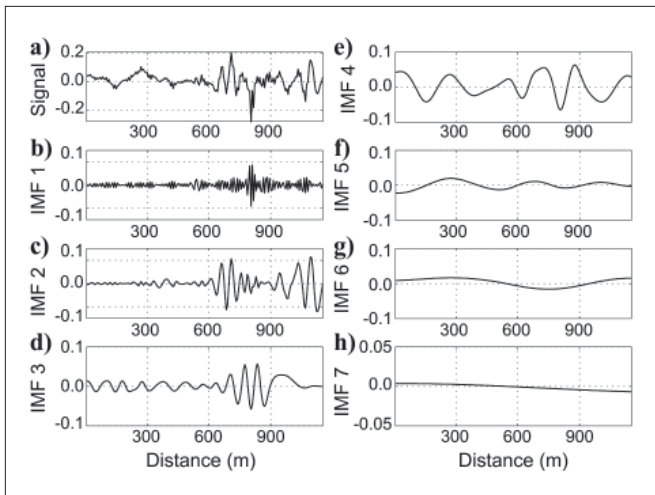 a)
Signal
0.2
0.0
-0.2
300 600 900
b)
IMF 1
0.1
0.0
-0.1
300 600 900
c)
IMF 2
0.1
0.0
-0.1
300 600 900
d)
IMF 3
0.1
0.0
-0.1
300 600 900
Distance (m)
e)
IMF 4
0.1
0.0
-0.1
300 600 900
f)
IMF 5
0.1
0.0
-0.1
300 600 900
g)
IMF 6
0.1
0.0
-0.1
300 600 900
h)
IMF 7
0.05
0.0
-0.05
300 600 900
Distance (m)